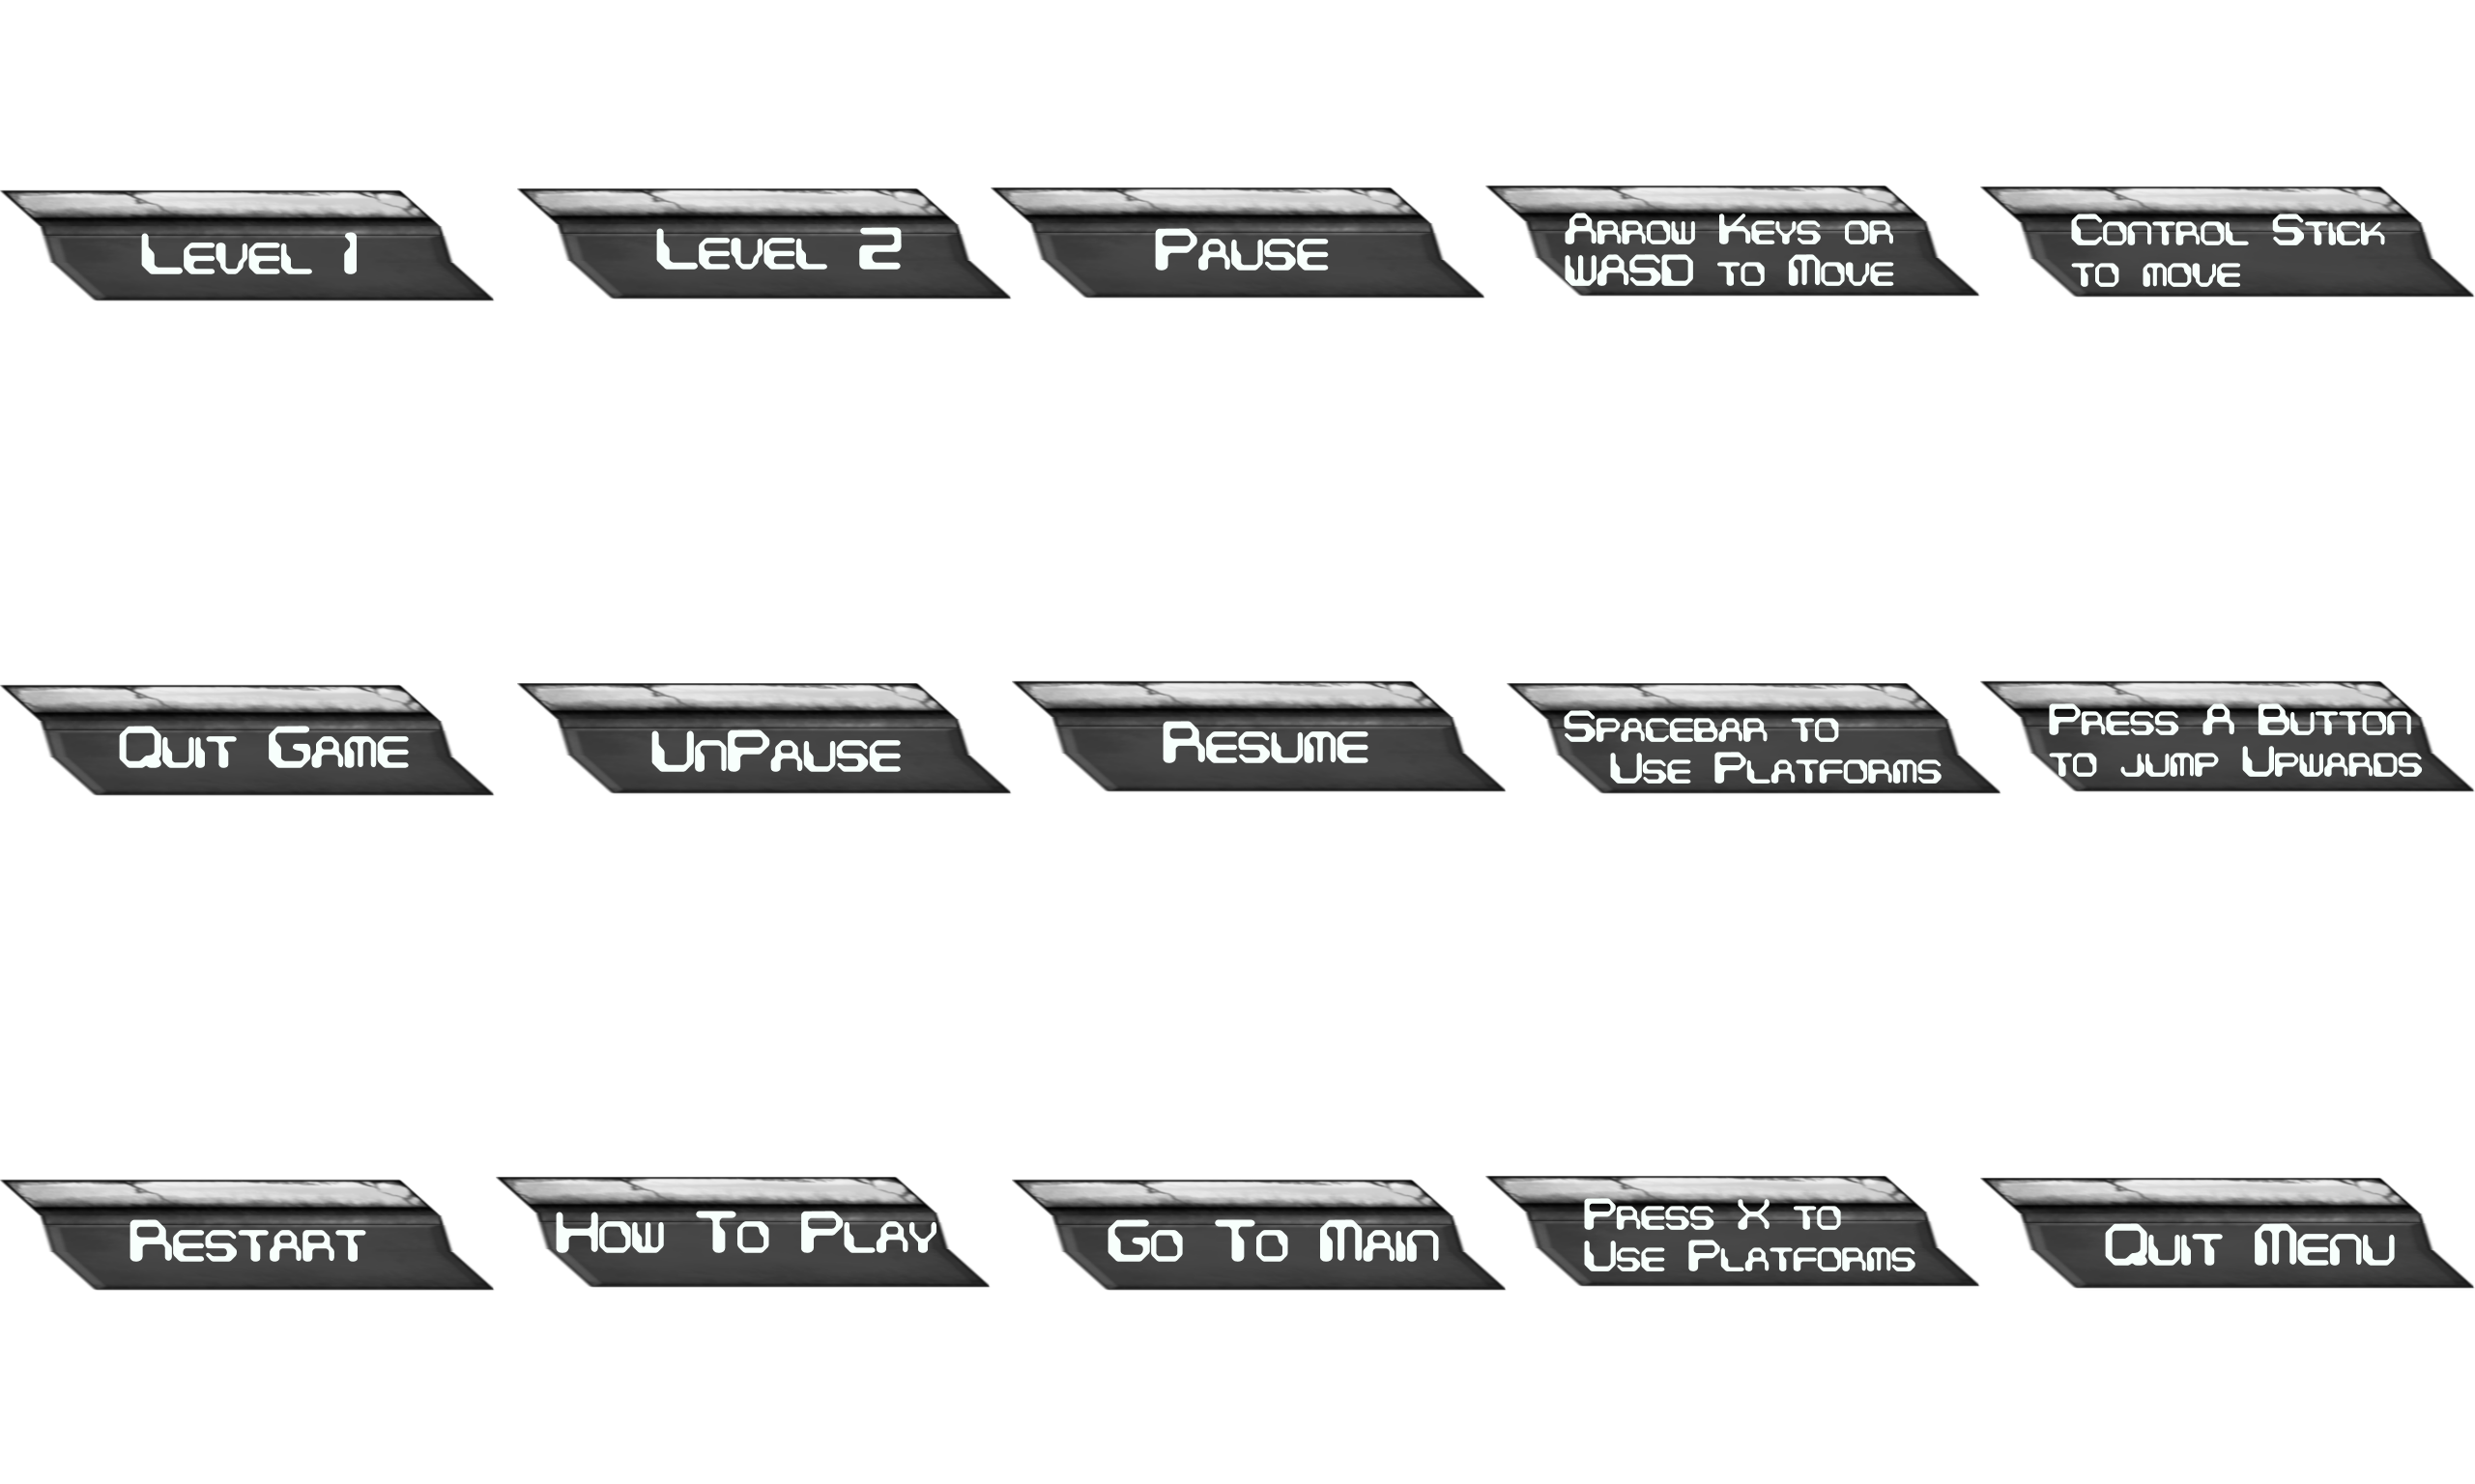 Level 1
Level 2
Pause
Arrow Keys or
WASD to Move
Control Stick
to move
Quit Game
UnPause
Resume
Spacebar to
Use Platforms
Press A Button
to jump Upwards
Restart
How To Play
Go To Main
Press X to
Use Platforms
Quit Menu